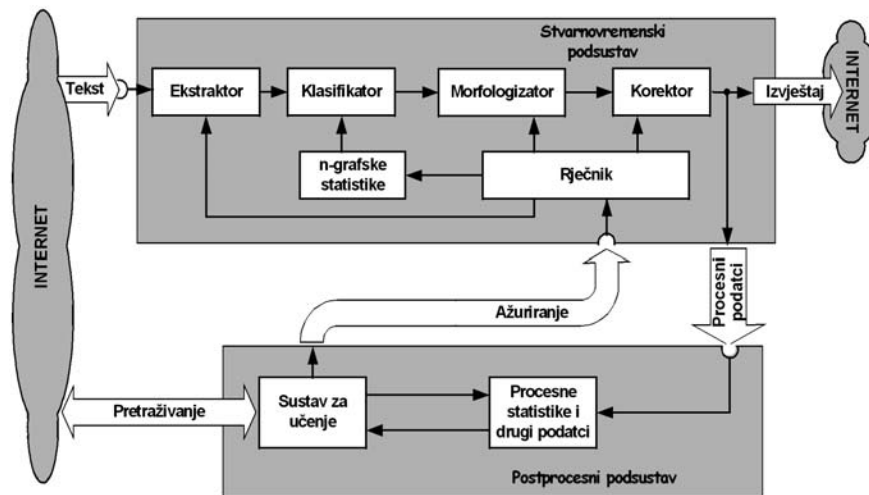 Stvarnovremenski
podsustav
INTERNET
Tekst
Ekstraktor
Klasifikator
Morfologizator
Korektor
Izvještaj
INTERNET
n-grafske
statistike
Rječnik
Ažuriranje
Procesni
podatci
Pretraživanje
Sustav za
učenje
Procesne
statistike i
drugi podatci
Postprocesni podsustav